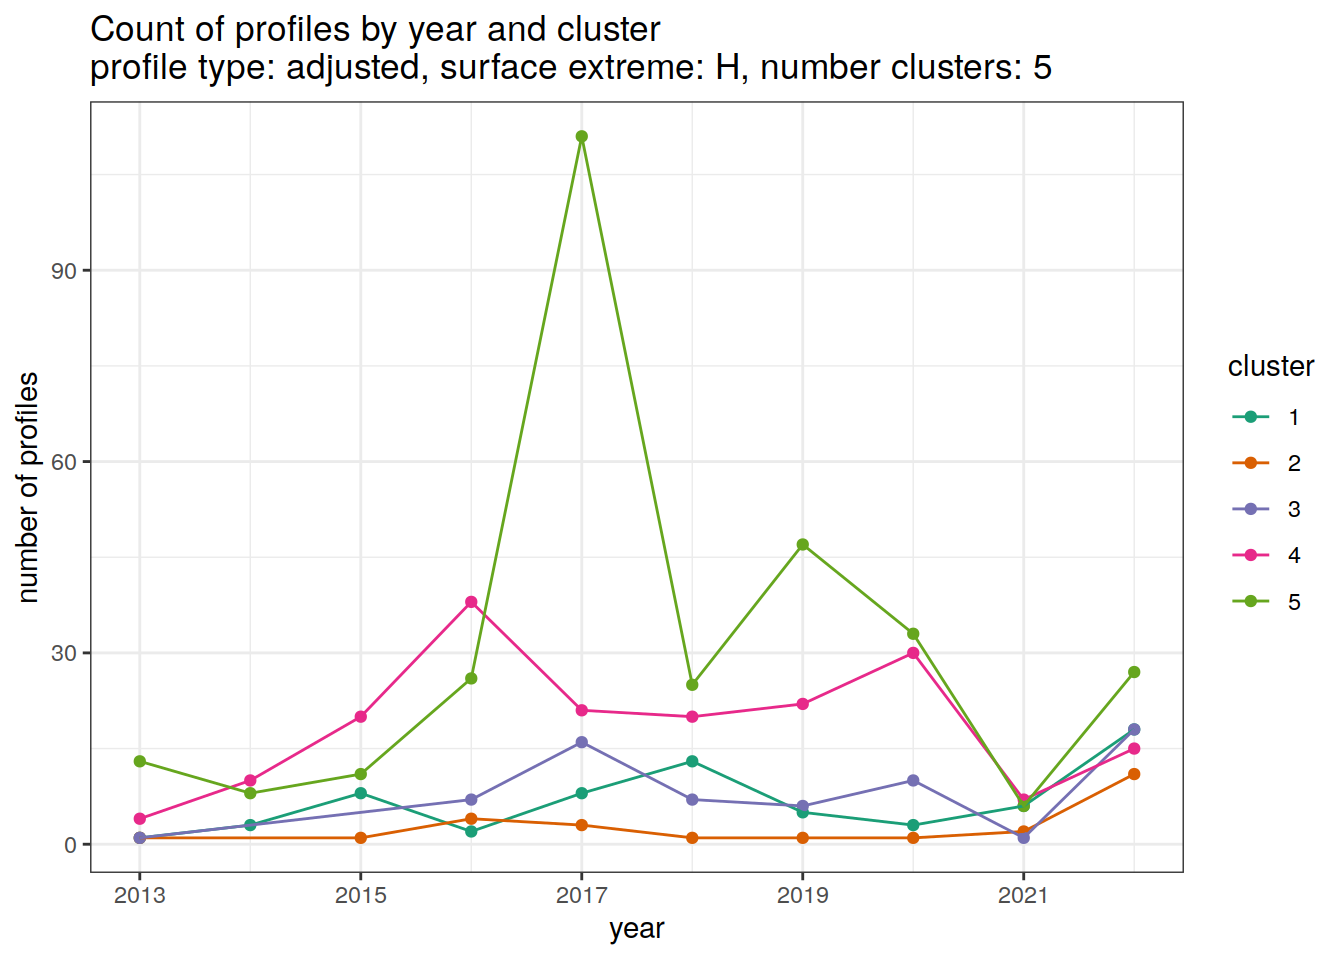 Count of profiles by year and cluster
profile type: adjusted, surface extreme: H, number clusters: 5
number of profiles
90
60
30
0
2013 2015 2017 2019 2021
year
cluster
1
2
3
4
5